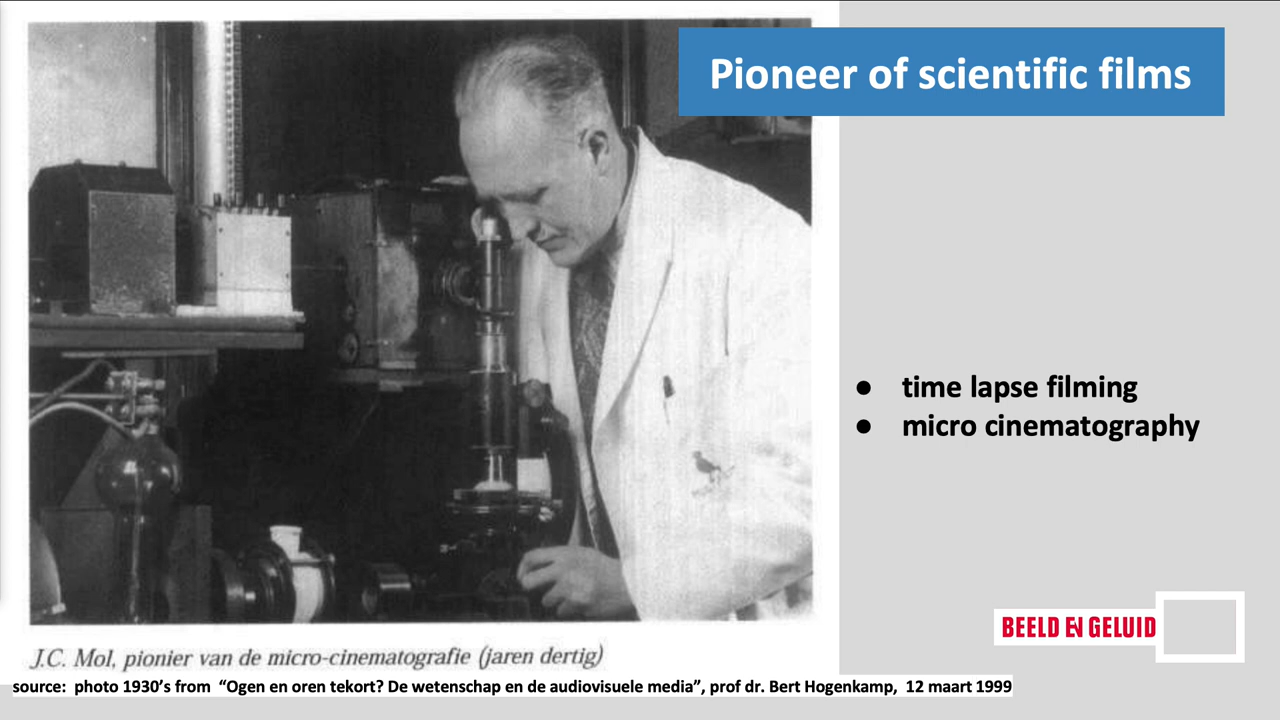 Pioneer of scientific films
● time lapse filming
● micro cinematography
BEELD EN GELUID
J.C. Mol, pionier van de micro-cinematografie (jaren dertig)
source: photo 1930's from “Ogen en oren tekort? De wetenschap en de audiovisuele media”, prof dr. Bert Hogenkamp, 12 maart 1999